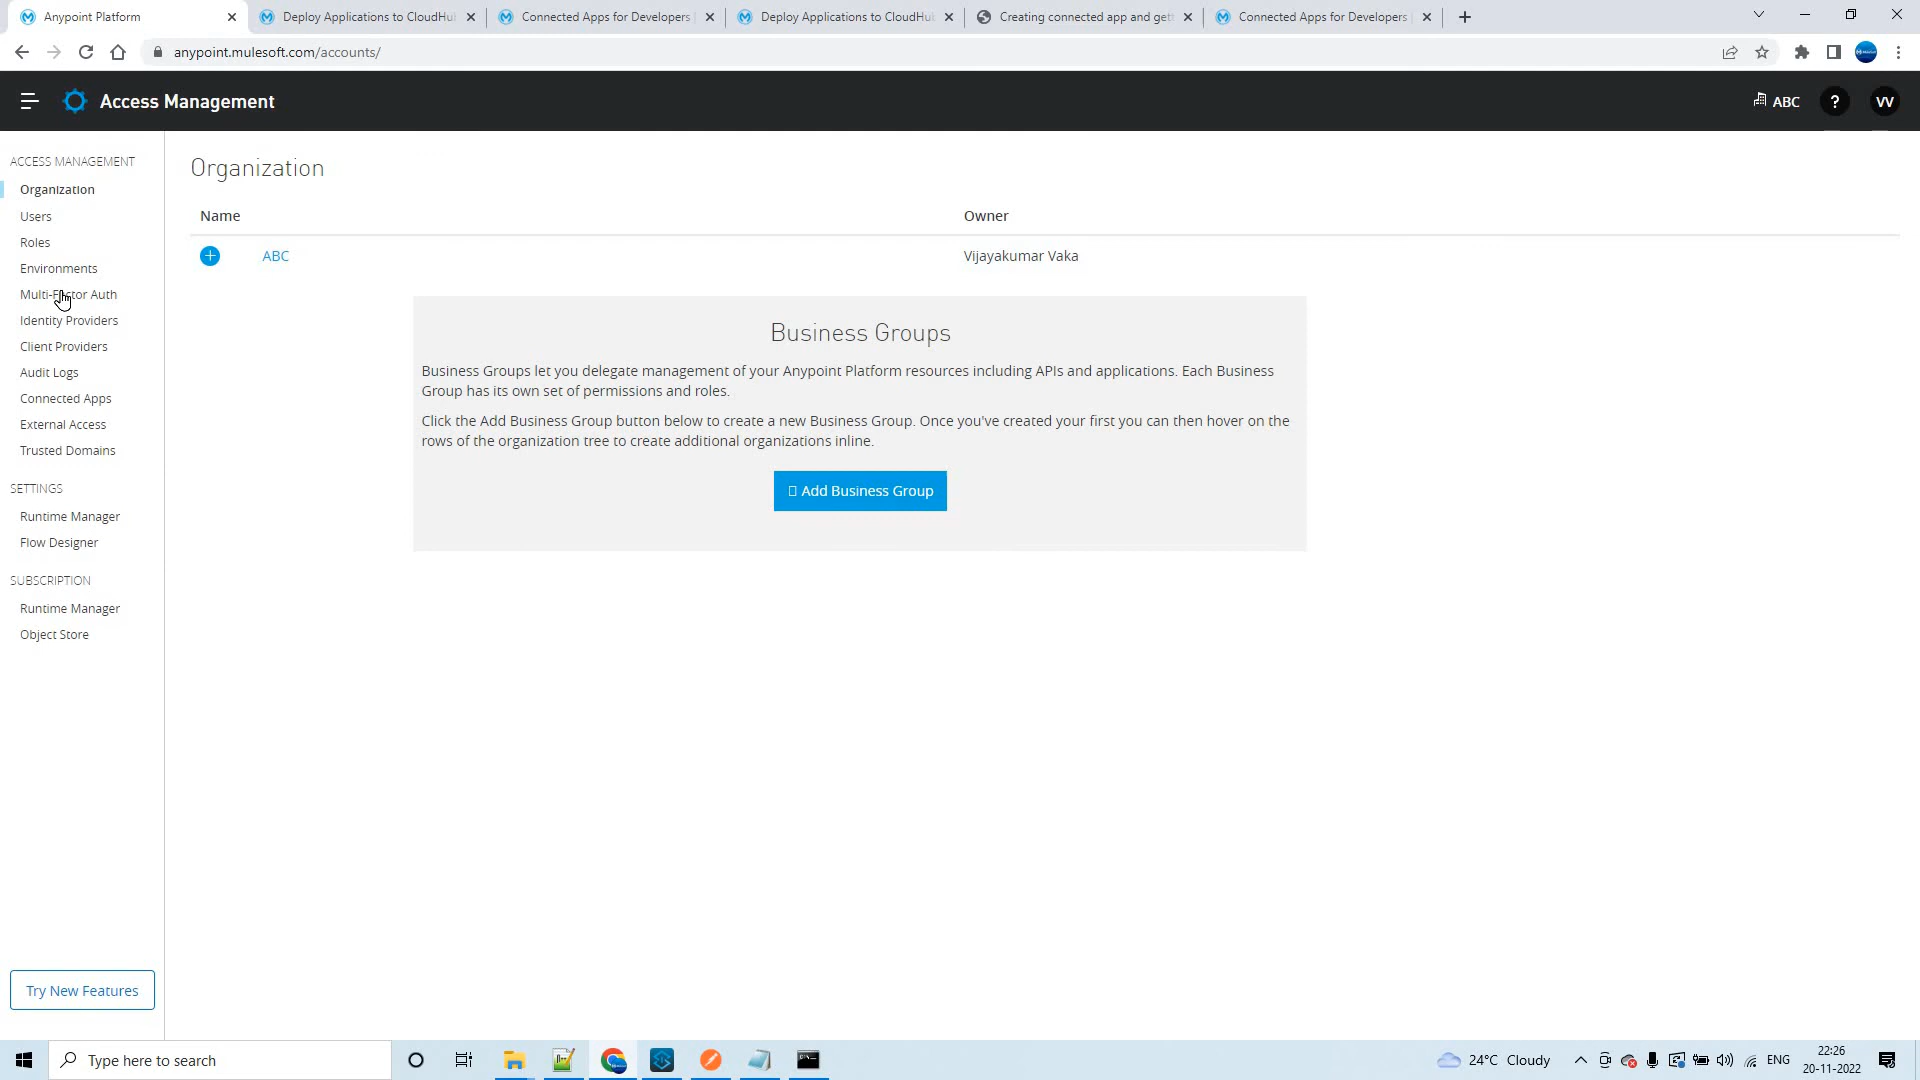 Anypoint Platform
Deploy Applications to CloudHu
Connected Apps for Developers
Deploy Applications to CloudHu
Creating connected app and gett
Connected Apps for Developers
anypoint.mulesoft.com/accounts/
Access Management
ABC
?
VV
ACCESS MANAGEMENT
Organization
Users
Roles
Environments
Multi-Factor Auth
Identity Providers
Client Providers
Audit Logs
Connected Apps
External Access
Trusted Domains
SETTINGS
Runtime Manager
Flow Designer
SUBSCRIPTION
Runtime Manager
Object Store
Try New Features
Organization
Name Owner
ABC Vijayakumar Vaka
Business Groups
Business Groups let you delegate management of your Anypoint Platform resources including APIs and applications. Each Business
Group has its own set of permissions and roles.
Click the Add Business Group button below to create a new Business Group. Once you've created your first you can then hover on the
rows of the organization tree to create additional organizations inline.
Add Business Group
Type here to search
24°C Cloudy
ENG
22:26
20-11-2022